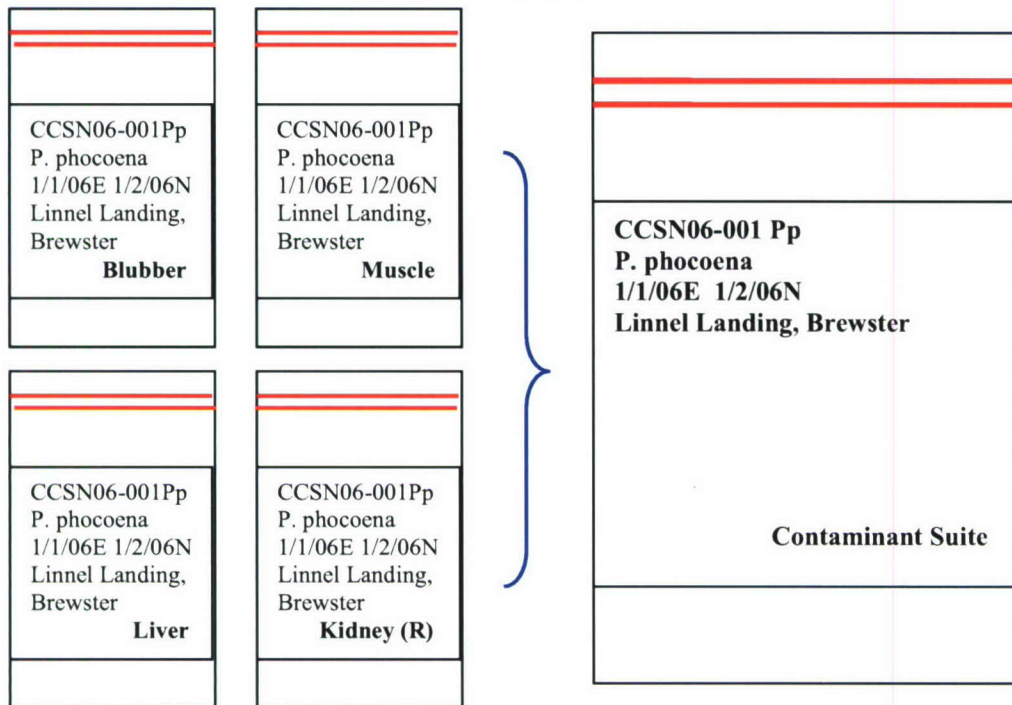 CCSN06-001Pp
P. phocoena
1/1/06E 1/2/06N
Linnel Landing,
Brewster
Blubber
CCSN06-001Pp
P. phocoena
1/1/06E 1/2/06N
Linnel Landing,
Brewster
Muscle
CCSN06-001Pp
P. phocoena
1/1/06E 1/2/06N
Linnel Landing,
Brewster
Liver
CCSN06-001Pp
P. phocoena
1/1/06E 1/2/06N
Linnel Landing,
Brewster
Kidney (R)
CCSN06-001 Pp
P. phocoena
1/1/06E 1/2/06N
Linnel Landing, Brewster
Contaminant Suite